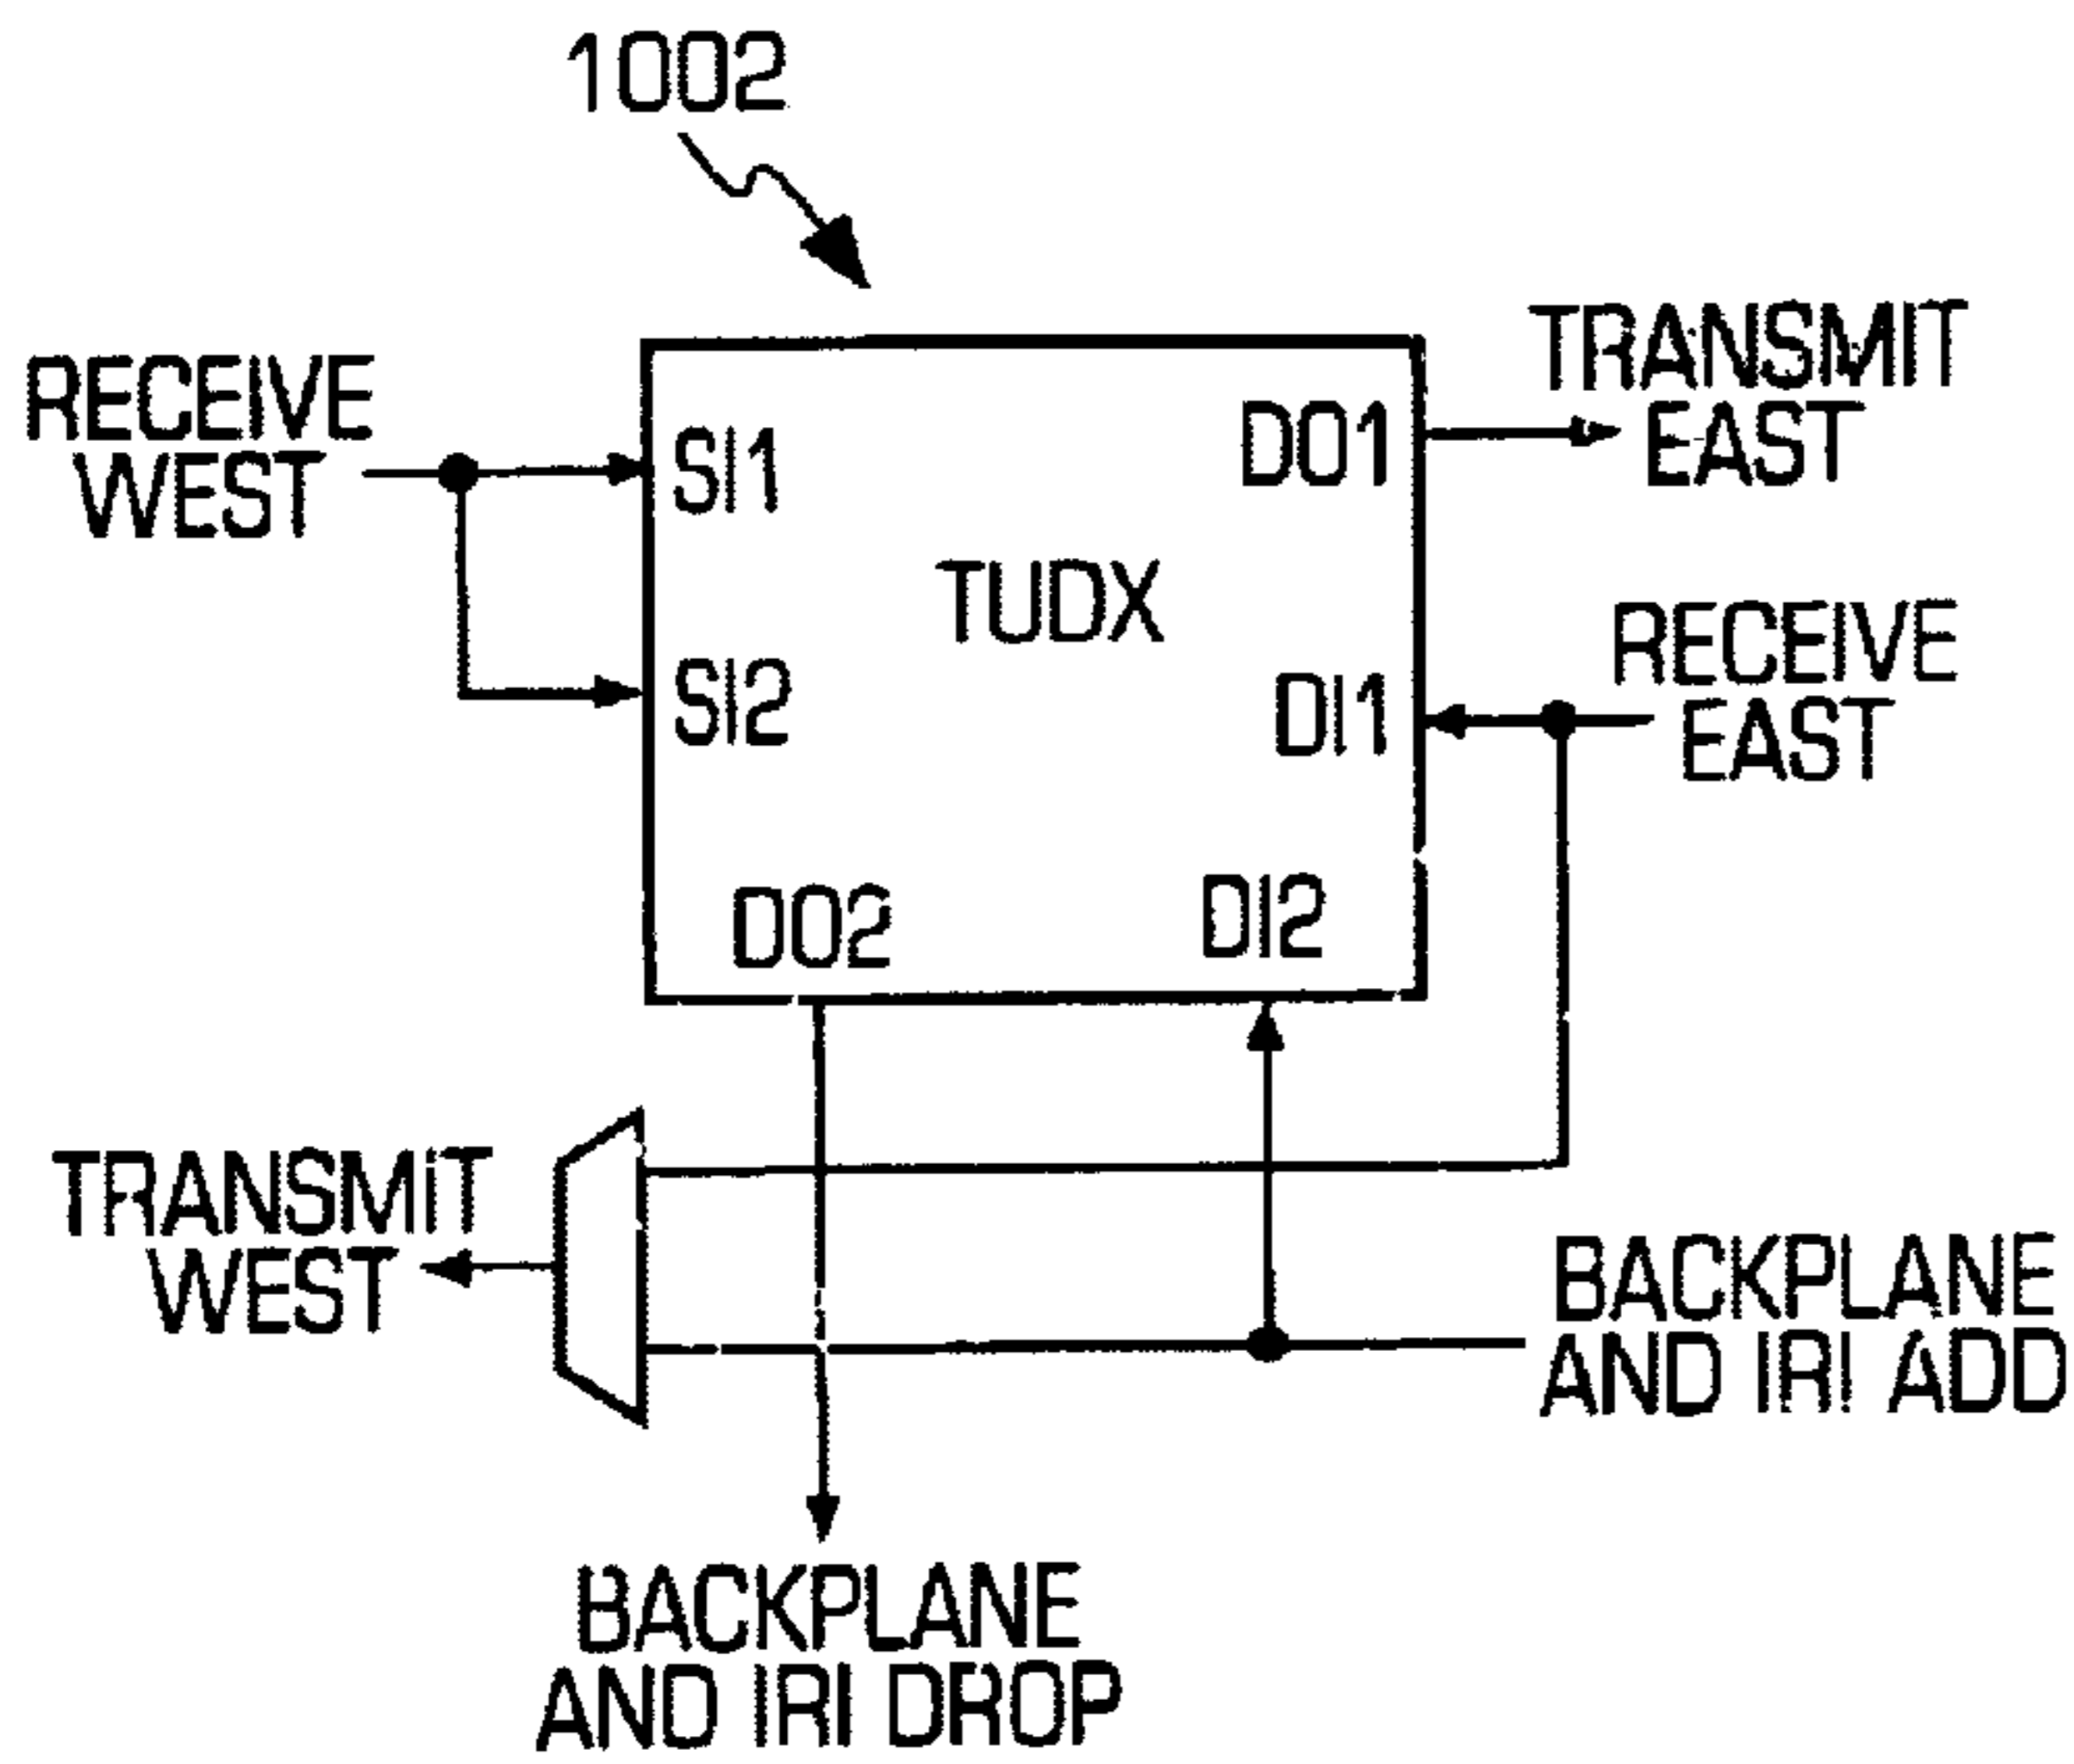 1002
RECEIVE
WEST
TRANSMIT
EAST
SI1
DO1
TUDX
RECEIVE
EAST
SI2
DI1
DO2
DI2
TRANSMIT
WEST
BACKPLANE
AND IRI ADD
BACKPLANE
AND IRI DROP